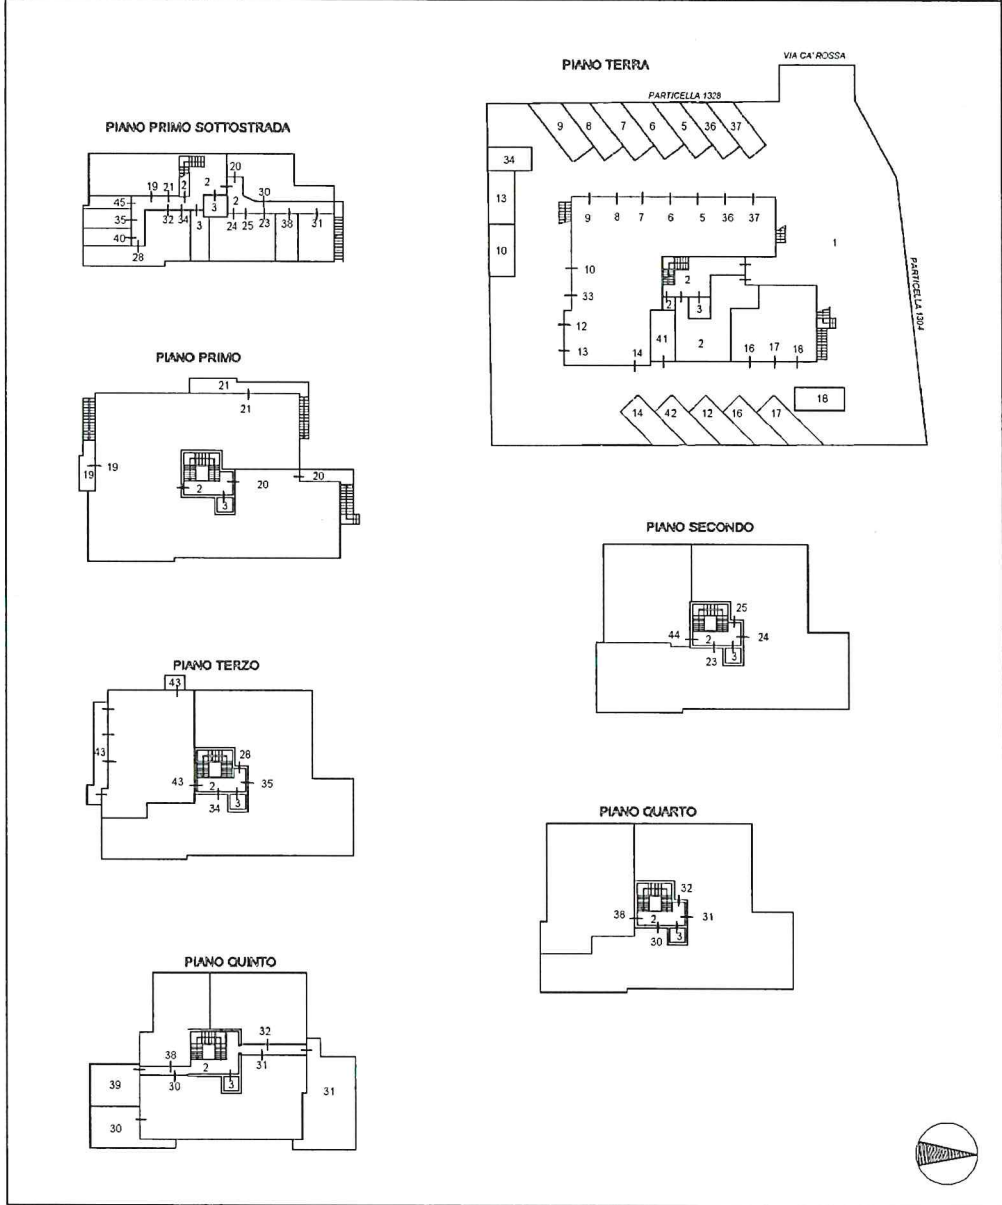 VIA CA' ROSSA
PIANO TERRA
PARTICELLA 1328
9 8 7 6 5 36 37
34
13
10
9 8 7 6 5 36 37
1
10
33
12
13
14
41
2
2
3
2
16 17 18
PARTICELLA 1304
18
14 42 12 16 17
PIANO PRIMO SOTTOSTRADA
20
19 21 2 2 30
45 3 2
32 34 3 24 25 23 38 31
35
40
28
PIANO PRIMO
21
21
19
19
2
3
20
20
PIANO SECONDO
25
44 2 24
23 3
PIANO TERZO
43
43
28
43 2 35
34 3
PIANO QUARTO
32
38 2 31
30 3
PIANO QUINTO
32
38 2 31
30 3
39
31
30